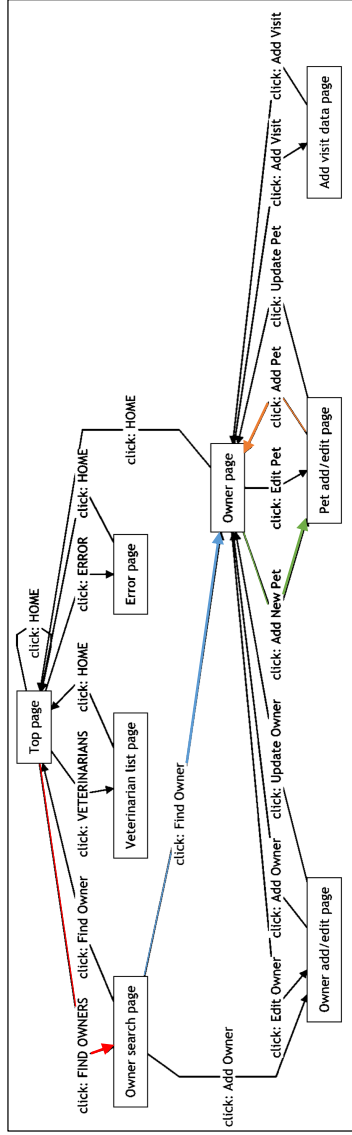 click: HOME
Top page
click: FIND OWNERS
click: Find Owner
click: VETERINARIANS
click: HOME
click: ERROR
click: HOME
click: HOME
Owner search page
Veterinarian list page
Error page
click: Find Owner
Owner page
click: Add Owner
click: Edit Owner
click: Add Owner
click: Update Owner
click: Add New Pet
click: Edit Pet
click: Add Pet
click: Update Pet
click: Add Visit
click: Add Visit
Owner add/edit page
Pet add/edit page
Add visit data page